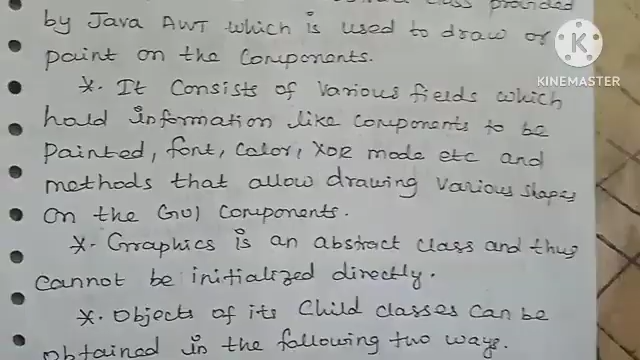 class provided
by Java AWT which is used to draw or
paint on the components.
*. It consists of various fields which
hold information like components to be
painted, font, color, XOR mode etc and
methods that allow drawing various shapes
on the GUI components.
*. Graphics is an abstract class and thus
cannot be initialized directly.
*. Objects of its child classes can be
obtained in the following two ways.
KINEMASTER